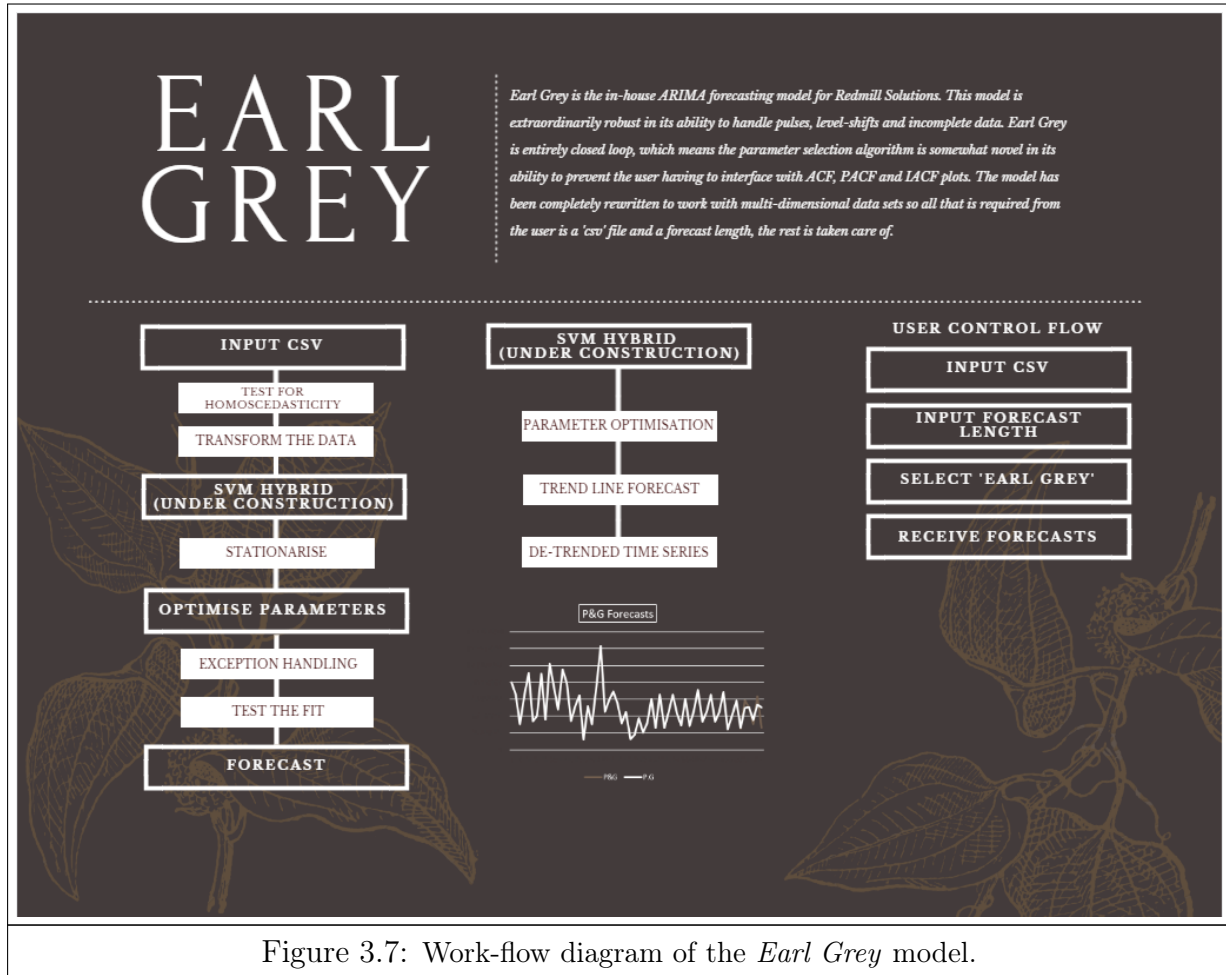 EARL
GREY
Earl Grey is the in-house ARIMA forecasting model for Redmill Solutions. This model is
extraordinarily robust in its ability to handle pulses, level-shifts and incomplete data. Earl Grey
is entirely closed loop, which means the parameter selection algorithm is somewhat novel in its
ability to prevent the user having to interface with ACF, PACF and IACF plots. The model has
been completely rewritten to work with multi-dimensional data sets so all that is required from
the user is a 'csv' file and a forecast length, the rest is taken care of.
INPUT CSV
TEST FOR
HOMOSCEDASTICITY
TRANSFORM THE DATA
SVM HYBRID
(UNDER CONSTRUCTION)
STATIONARISE
OPTIMISE PARAMETERS
EXCEPTION HANDLING
TEST THE FIT
FORECAST
SVM HYBRID
(UNDER CONSTRUCTION)
PARAMETER OPTIMISATION
TREND LINE FORECAST
DE-TRENDED TIME SERIES
P&G Forecasts
P&G
USER CONTROL FLOW
INPUT CSV
INPUT FORECAST
LENGTH
SELECT 'EARL GREY'
RECEIVE FORECASTS
Figure 3.7: Work-flow diagram of the Earl Grey model.